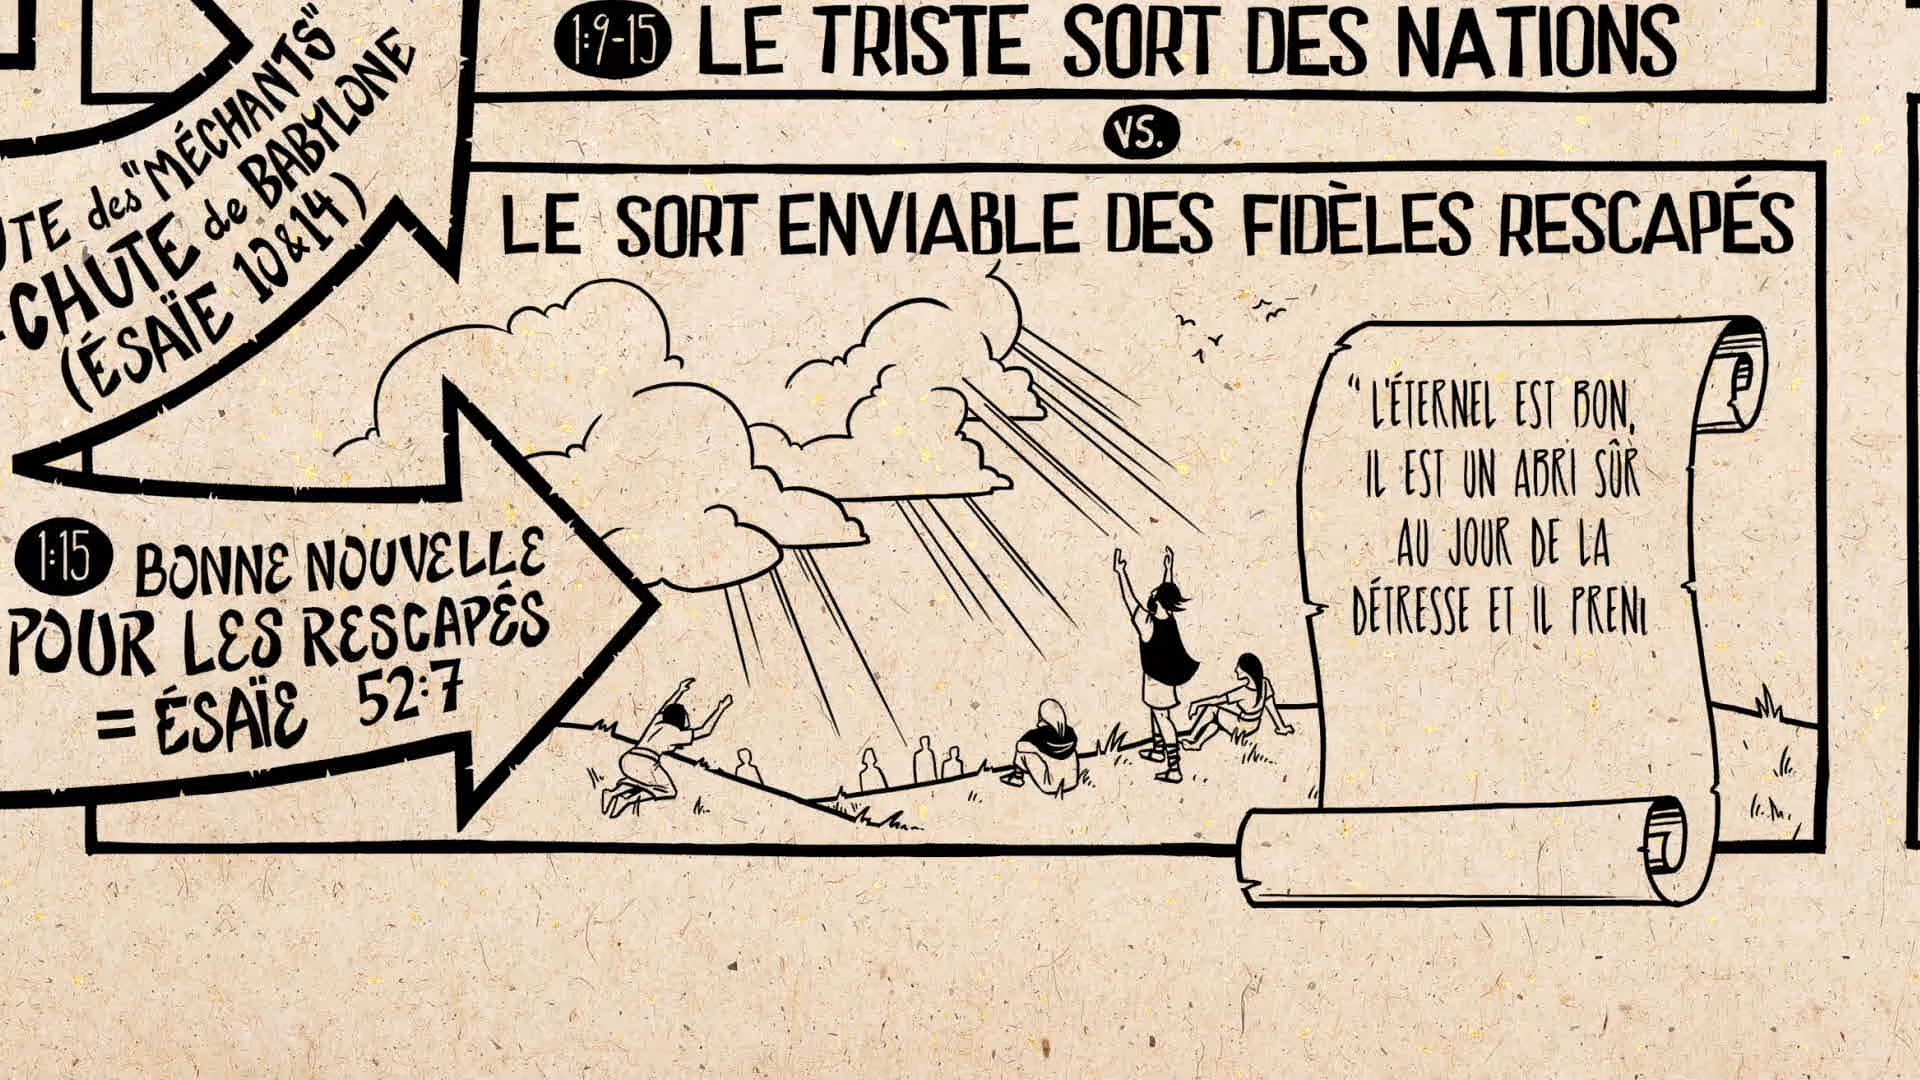 1:9-15 LE TRISTE SORT DES NATIONS
VS.
LE SORT ENVIABLE DES FIDÈLES RESCAPÉS
des "MÉCHANTS"
CHUTE de BABYLONE
(ÉSAÏE 10 & 14)
1:15 BONNE NOUVELLE
POUR LES RESCAPÉS
= ÉSAÏE 52:7
“ L'ÉTERNEL EST BON,
IL EST UN ABRI SÛR
AU JOUR DE LA
DÉTRESSE ET IL PREN